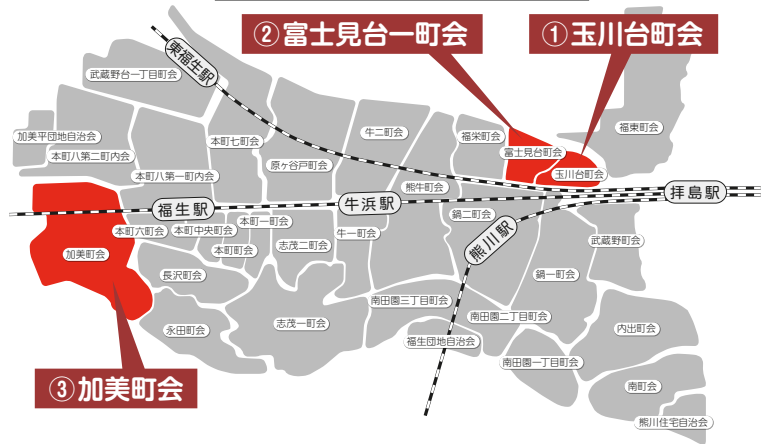 ②富士見台一町会
①玉川台町会
東福生駅
武蔵野台一丁目町会
加美平団地自治会
本町八第二町内会
本町八第一町内会
本町七町会
原ヶ谷戸町会
牛二町会
福栄町会
富士見台町会
玉川台町会
福東町会
熊牛町会
福生駅
牛浜駅
拝島駅
熊川駅
鍋二町会
加美町会
本町六町会
本町中央町会
本町一町会
本町町会
志茂二町会
牛一町会
武蔵野町会
長沢町会
鍋一町会
永田町会
志茂一町会
南田園三丁目町会
南田園二丁目町会
福生団地自治会
南田園一丁目町会
内出町会
南町会
熊川住宅自治会
③加美町会